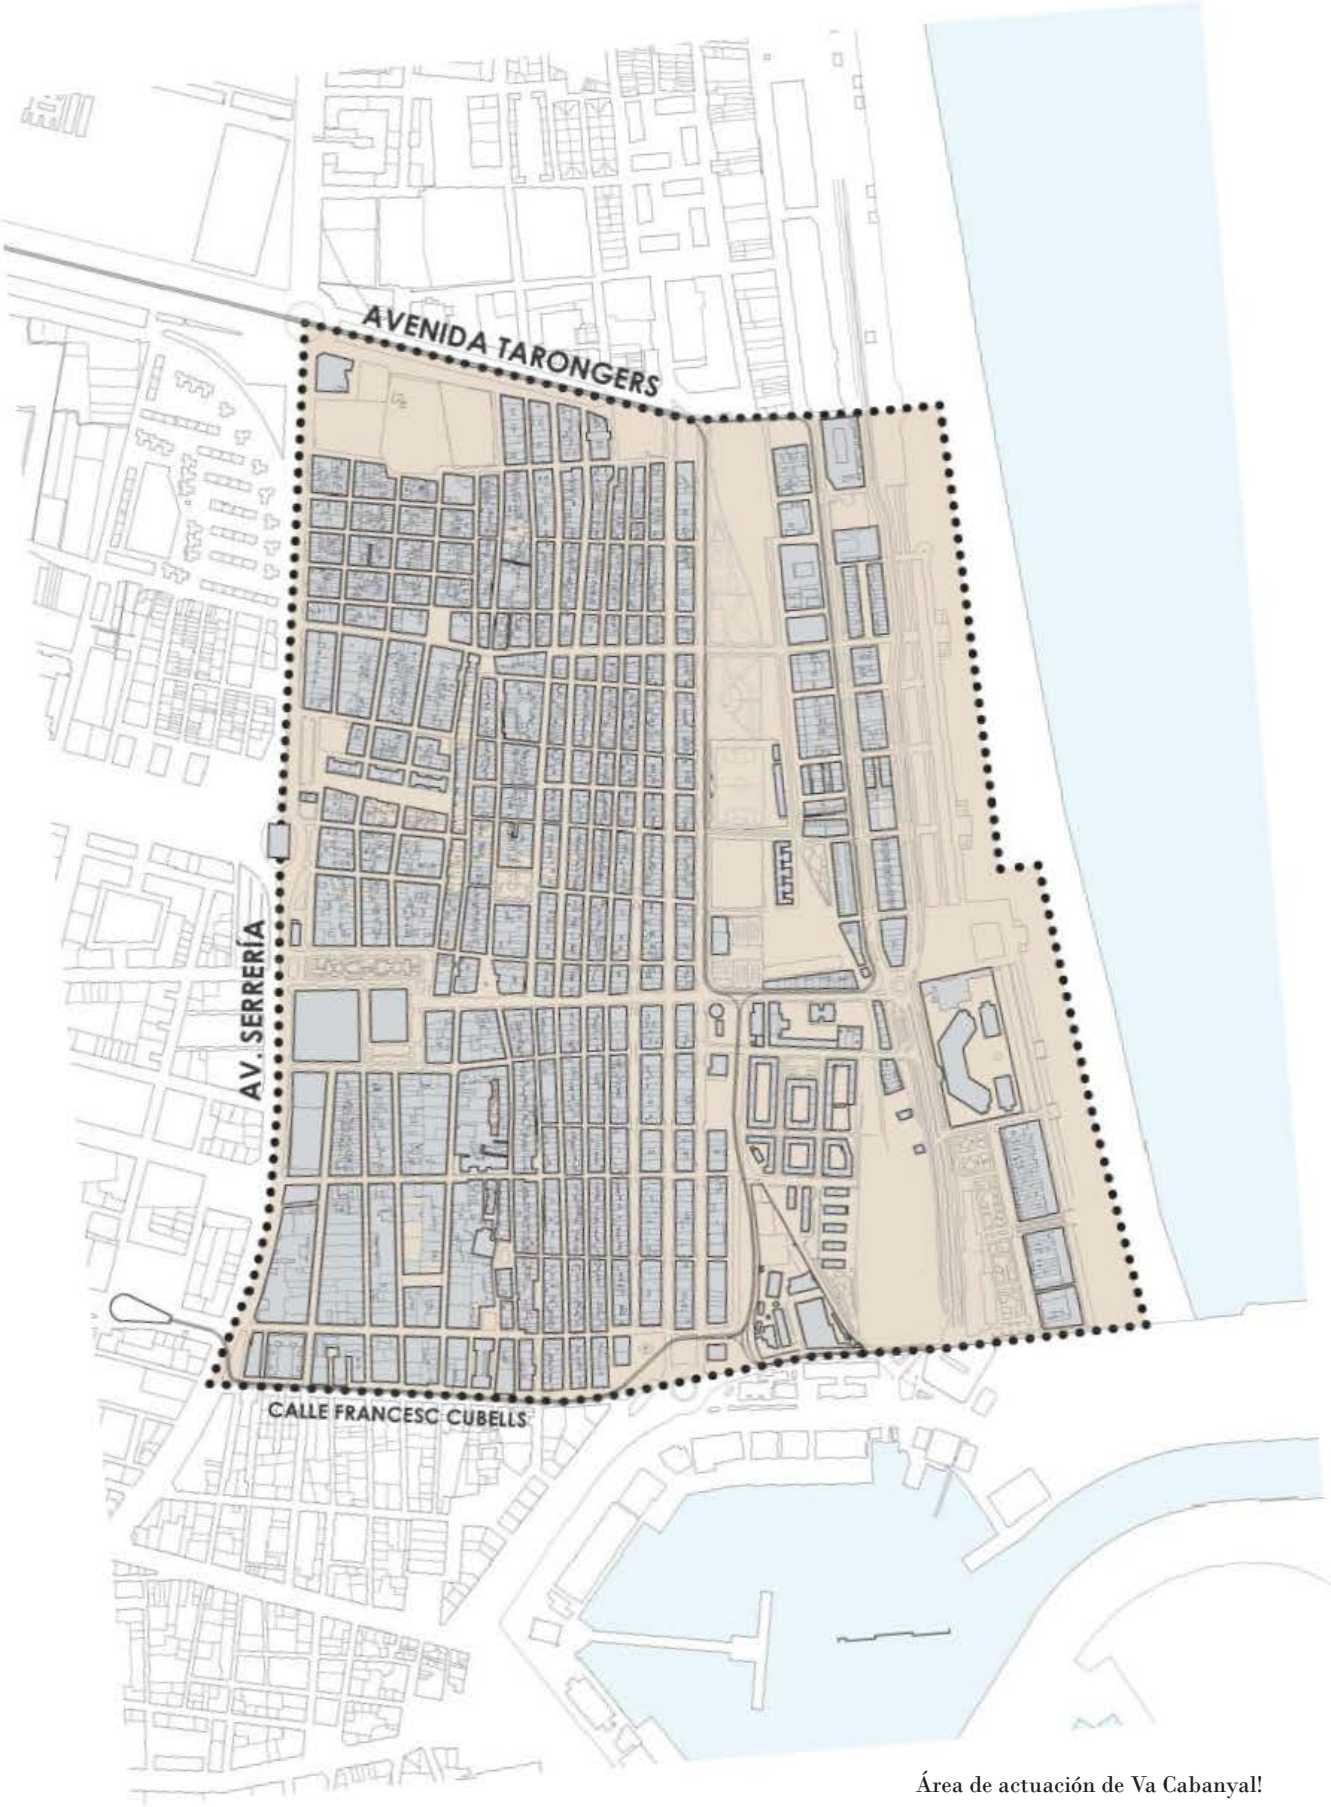 AVENIDA TARONGERS
AV. SERRERÍA
CALLE FRANCESC CUBELLS
Área de actuación de Va Cabanyal!